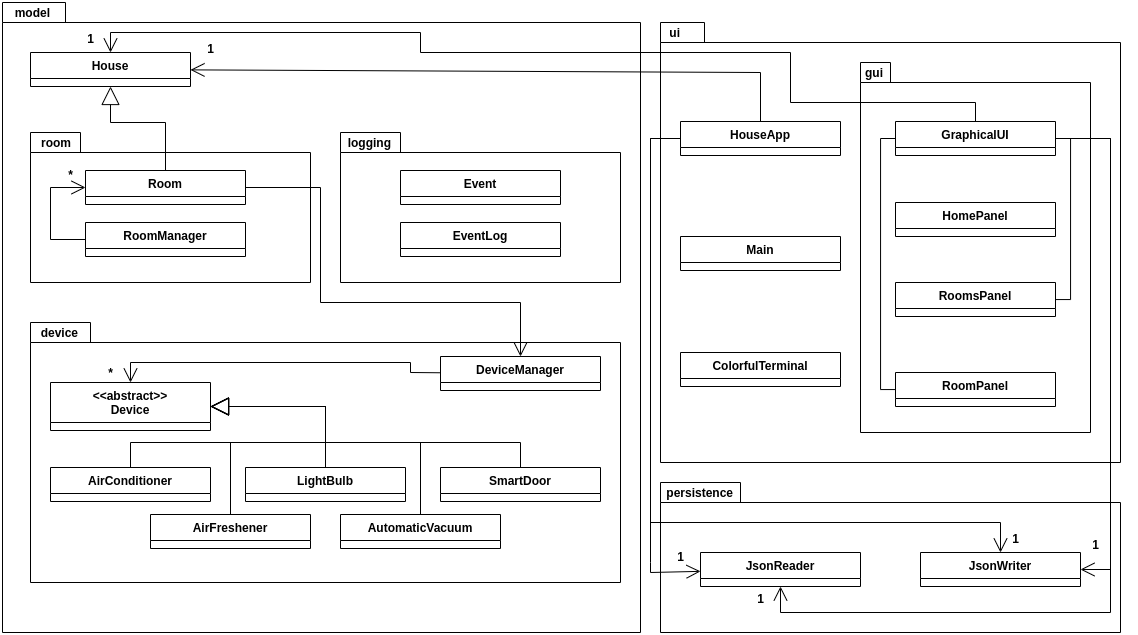 model
1
House
1
room
*
Room
RoomManager
logging
Event
EventLog
device
*
<<abstract>>
Device
DeviceManager
AirConditioner
LightBulb
SmartDoor
AirFreshener
AutomaticVacuum
ui
HouseApp
Main
ColorfulTerminal
gui
GraphicalUI
HomePanel
RoomsPanel
RoomPanel
persistence
1
JsonReader
1
1
JsonWriter
1